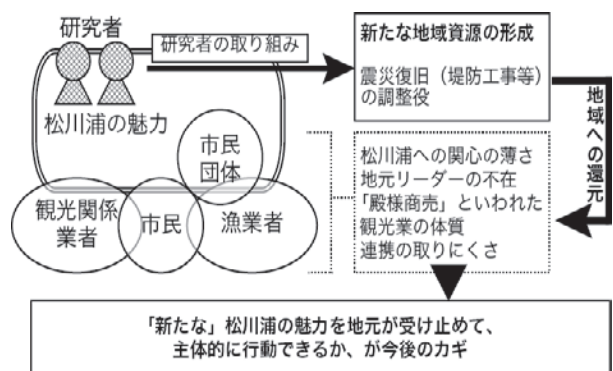 研究者
研究者の取り組み
松川浦の魅力
新たな地域資源の形成
震災復旧（堤防工事等）
の調整役
地域への還元
市民
団体
観光関係
業者
市民
漁業者
松川浦への関心の薄さ
地元リーダーの不在
「殿様商売」といわれた
観光業の体質
連携の取りにくさ
「新たな」松川浦の魅力を地元が受け止めて、
主体的に行動できるか、が今後のカギ